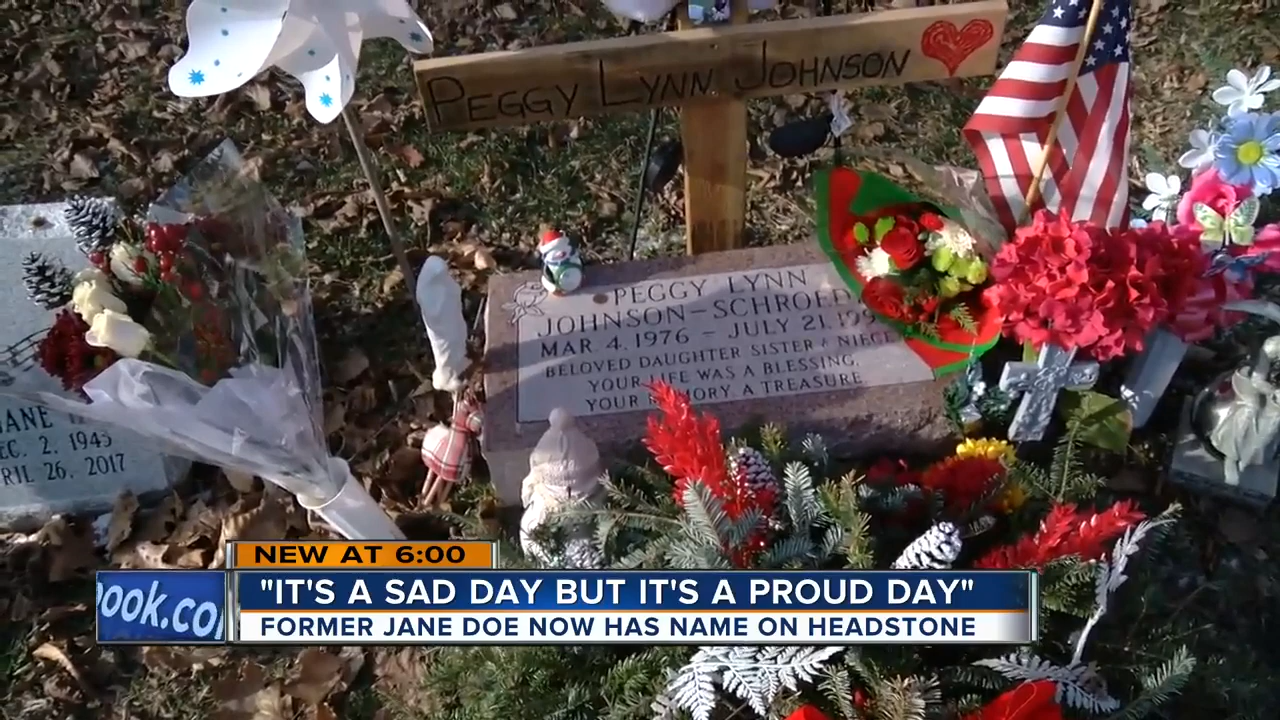 PEGGY LYNN JOHNSON
PEGGY LYNN
JOHNSON-SCHROED
MAR. 4. 1976 - JULY 21, 199
BELOVED DAUGHTER SISTER & NIECE
YOUR LIFE WAS A BLESSING,
YOUR MEMORY A TREASURE.
JANE
EC. 2. 1945
RIL 26, 2017
NEW AT 6:00
"IT'S A SAD DAY BUT IT'S A PROUD DAY"
ook.co
FORMER JANE DOE NOW HAS NAME ON HEADSTONE